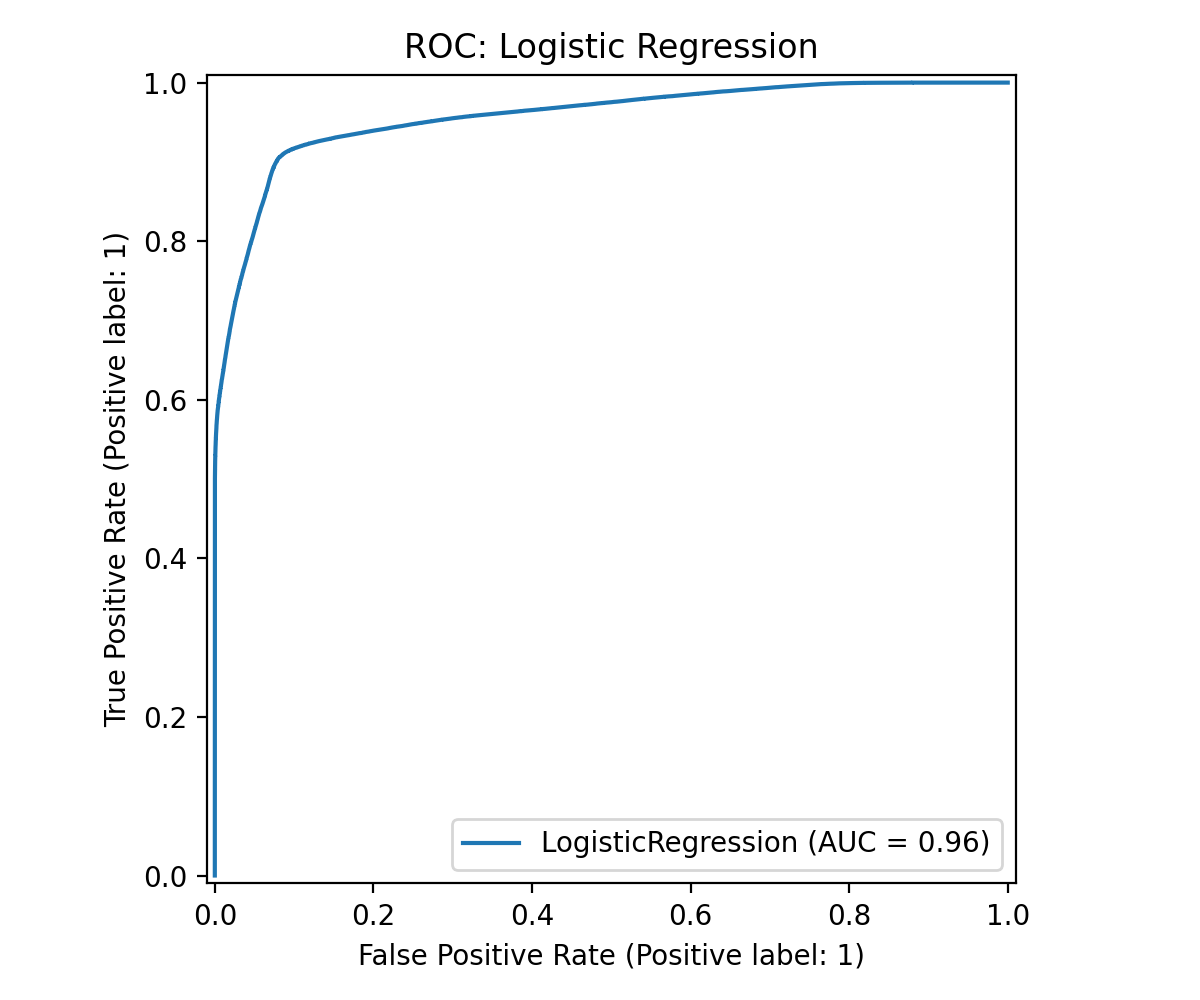 ROC: Logistic Regression
True Positive Rate (Positive label: 1)
1.0
0.8
0.6
0.4
0.2
0.0
LogisticRegression (AUC = 0.96)
0.0 0.2 0.4 0.6 0.8 1.0
False Positive Rate (Positive label: 1)